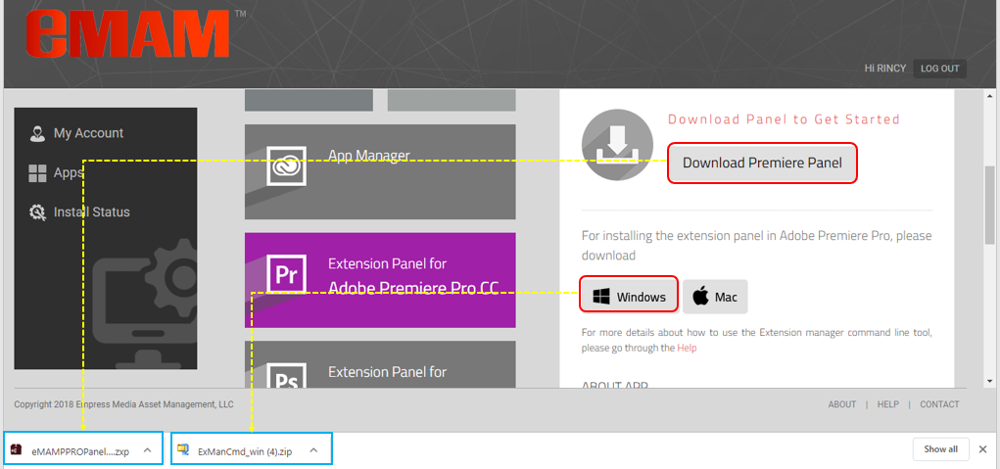 eMAM™
Hi RINCY
LOG OUT
My Account
Apps
Install Status
App Manager
Pr
Extension Panel for
Adobe Premiere Pro CC
Ps
Extension Panel for
Download Panel to Get Started
Download Premiere Panel
For installing the extension panel in Adobe Premiere Pro, please
download
Windows
Mac
For more details about how to use the Extension manager command line tool,
please go through the Help
ABOUT APP
Copyright 2018 Empress Media Asset Management, LLC
ABOUT | HELP | CONTACT
eMAMPPROPanel....zxp
ExManCmd_win (4).zip
Show all